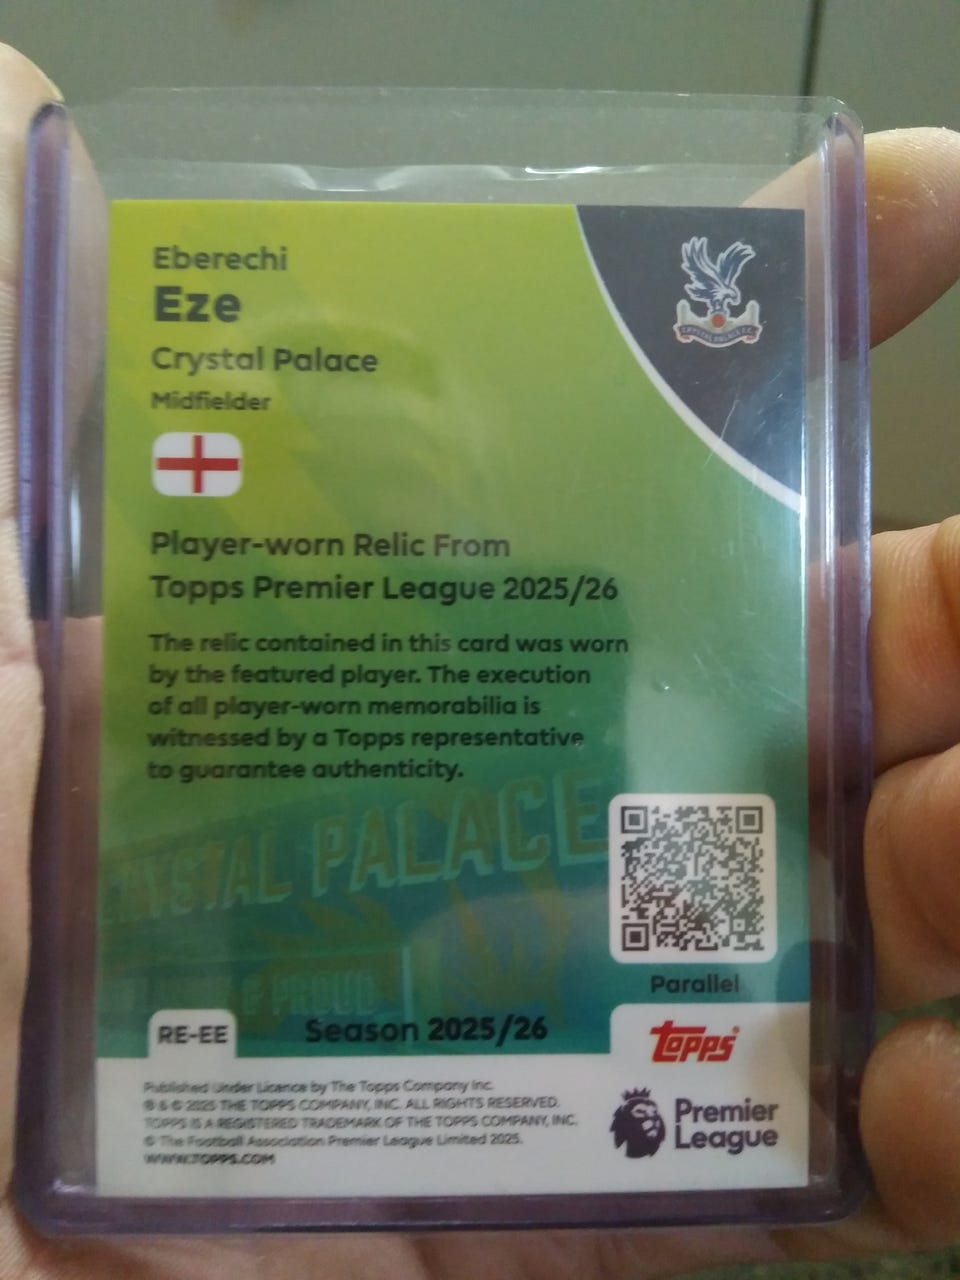 Eberechi
Eze
Crystal Palace
Midfielder
CRYSTAL PALACE F.C.
Player-worn Relic From
Topps Premier League 2025/26
The relic contained in this card was worn
by the featured player. The execution
of all player-worn memorabilia is
witnessed by a Topps representative
to guarantee authenticity.
CRYSTAL PALACE
& PROUD
Parallel
RE-EE
Season 2025/26
Topps®
Published Under Licence by The Topps Company Inc.
® & © 2025 THE TOPPS COMPANY, INC. ALL RIGHTS RESERVED.
TOPPS IS A REGISTERED TRADEMARK OF THE TOPPS COMPANY, INC.
© The Football Association Premier League Limited 2025.
WWW.TOPPS.COM
Premier
League